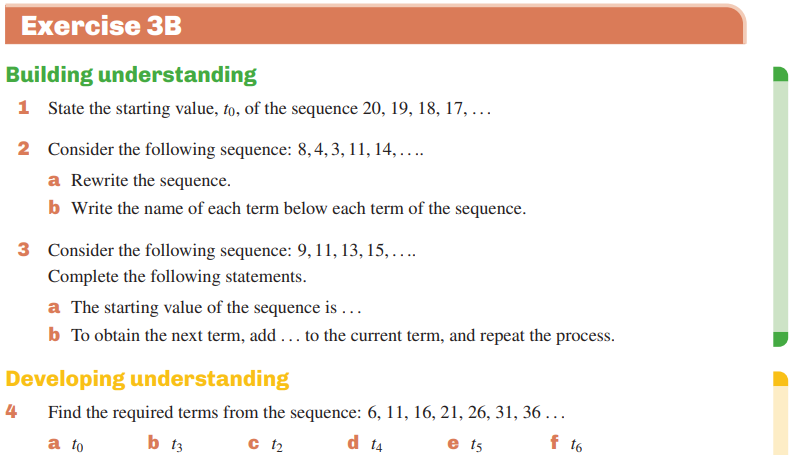 Exercise 3B
Building understanding
1 State the starting value, t₀, of the sequence 20, 19, 18, 17, . . .
2 Consider the following sequence: 8, 4, 3, 11, 14, . . . .
a Rewrite the sequence.
b Write the name of each term below each term of the sequence.
3 Consider the following sequence: 9, 11, 13, 15, . . . .
Complete the following statements.
a The starting value of the sequence is . . .
b To obtain the next term, add . . . to the current term, and repeat the process.
Developing understanding
4 Find the required terms from the sequence: 6, 11, 16, 21, 26, 31, 36 . . .
a t₀ b t₃ c t₂ d t₄ e t₅ f t₆